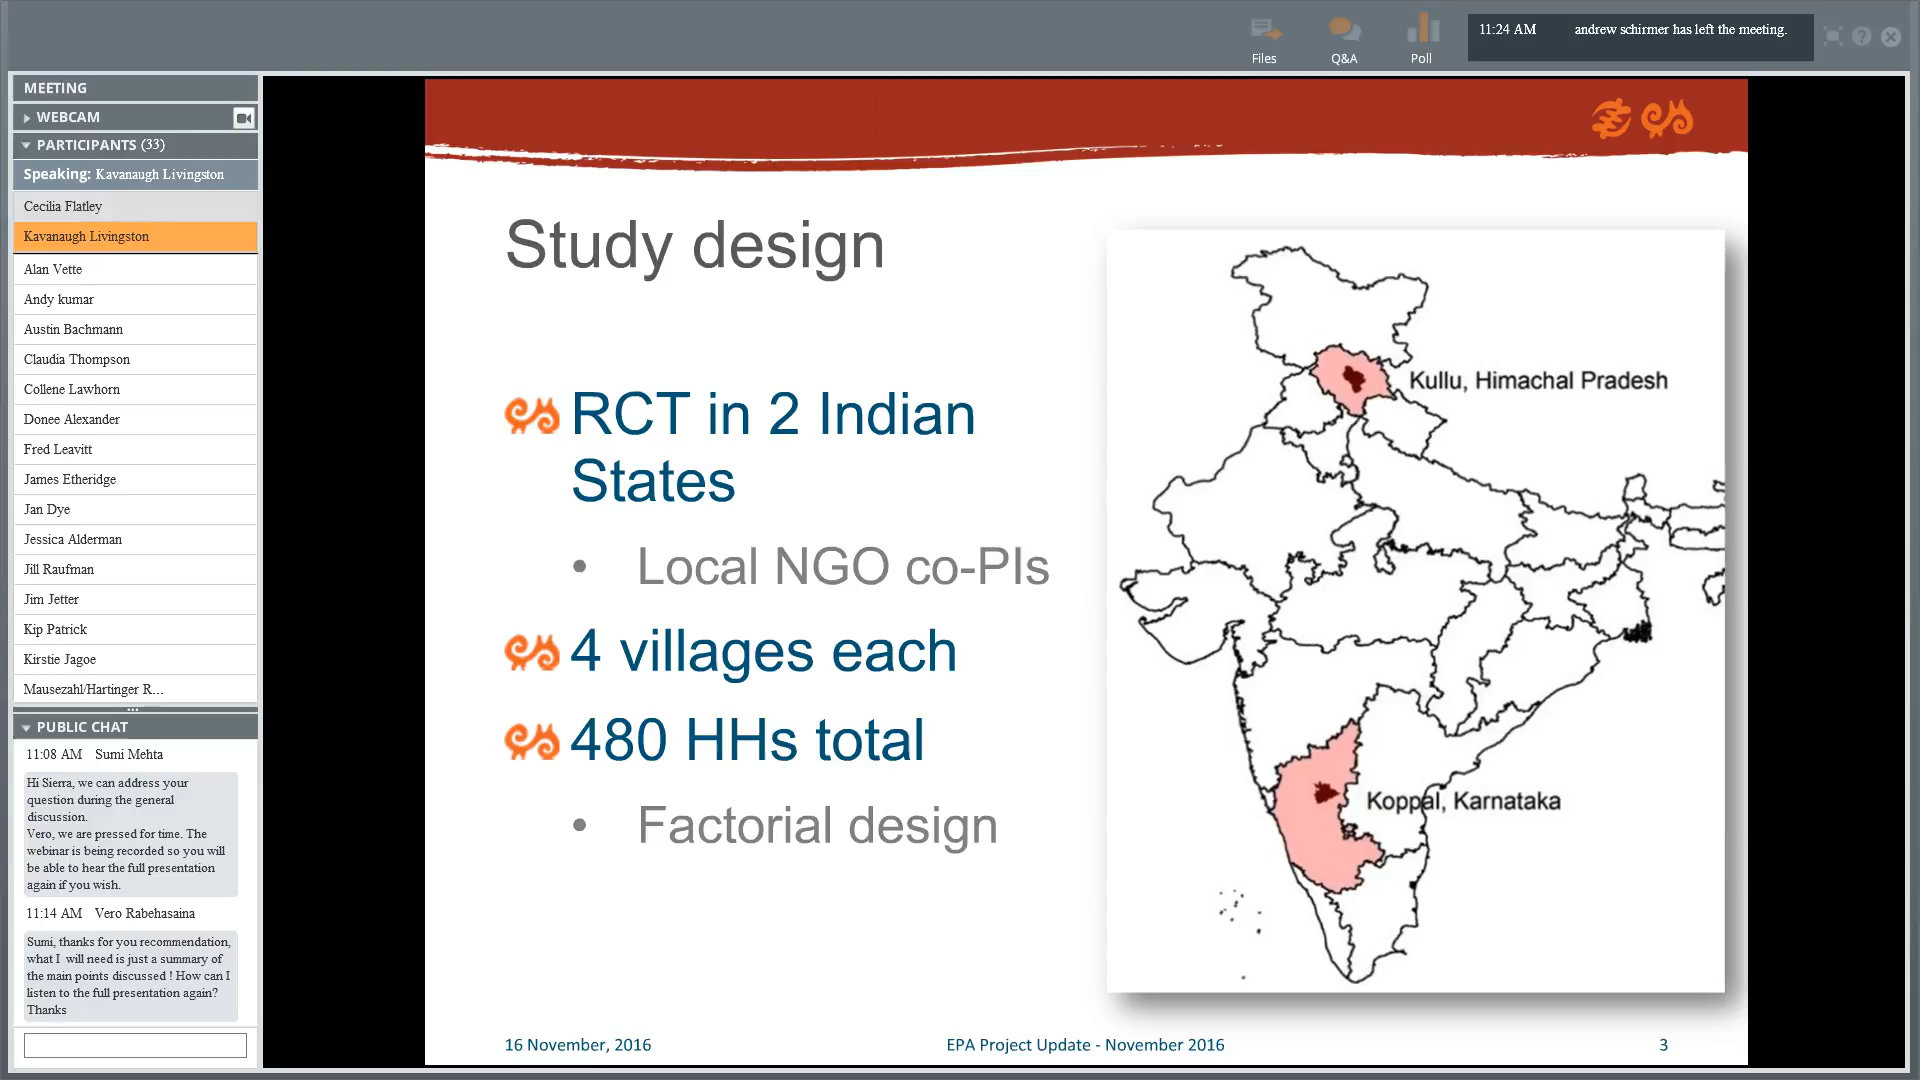 Files
Q&A
Poll
11:24 AM andrew schirmer has left the meeting.
MEETING
WEBCAM
PARTICIPANTS (33)
Speaking: Kavanaugh Livingston
Cecilia Flatley
Kavanaugh Livingston
Alan Vette
Andy kumar
Austin Bachmann
Claudia Thompson
Collene Lawhorn
Donee Alexander
Fred Leavitt
James Etheridge
Jan Dye
Jessica Alderman
Jill Raufman
Jim Jetter
Kip Patrick
Kirstie Jagoe
Mausezahl/Hartinger R...
PUBLIC CHAT
11:08 AM Sumi Mehta
Hi Sierra, we can address your
question during the general
discussion.
Vero, we are pressed for time. The
webinar is being recorded so you will
be able to hear the full presentation
again if you wish.
11:14 AM Vero Rabehasaina
Sumi, thanks for you recommendation,
what I will need is just a summary of
the main points discussed ! How can I
listen to the full presentation again?
Thanks
Study design
RCT in 2 Indian
States
• Local NGO co-PIs
4 villages each
480 HHs total
• Factorial design
Kullu, Himachal Pradesh
Koppal, Karnataka
16 November, 2016
EPA Project Update - November 2016
3